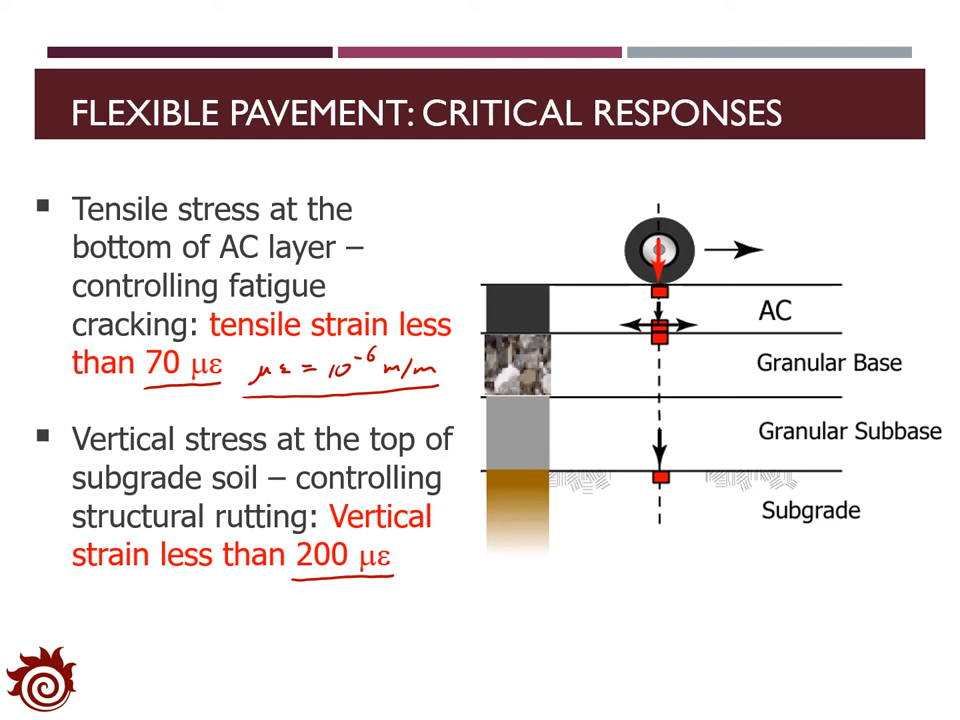 FLEXIBLE PAVEMENT: CRITICAL RESPONSES
▪ Tensile stress at the
bottom of AC layer –
controlling fatigue
cracking: tensile strain less
than 70 με με = 10⁻⁶ m/m
▪ Vertical stress at the top of
subgrade soil – controlling
structural rutting: Vertical
strain less than 200 με
AC
Granular Base
Granular Subbase
Subgrade